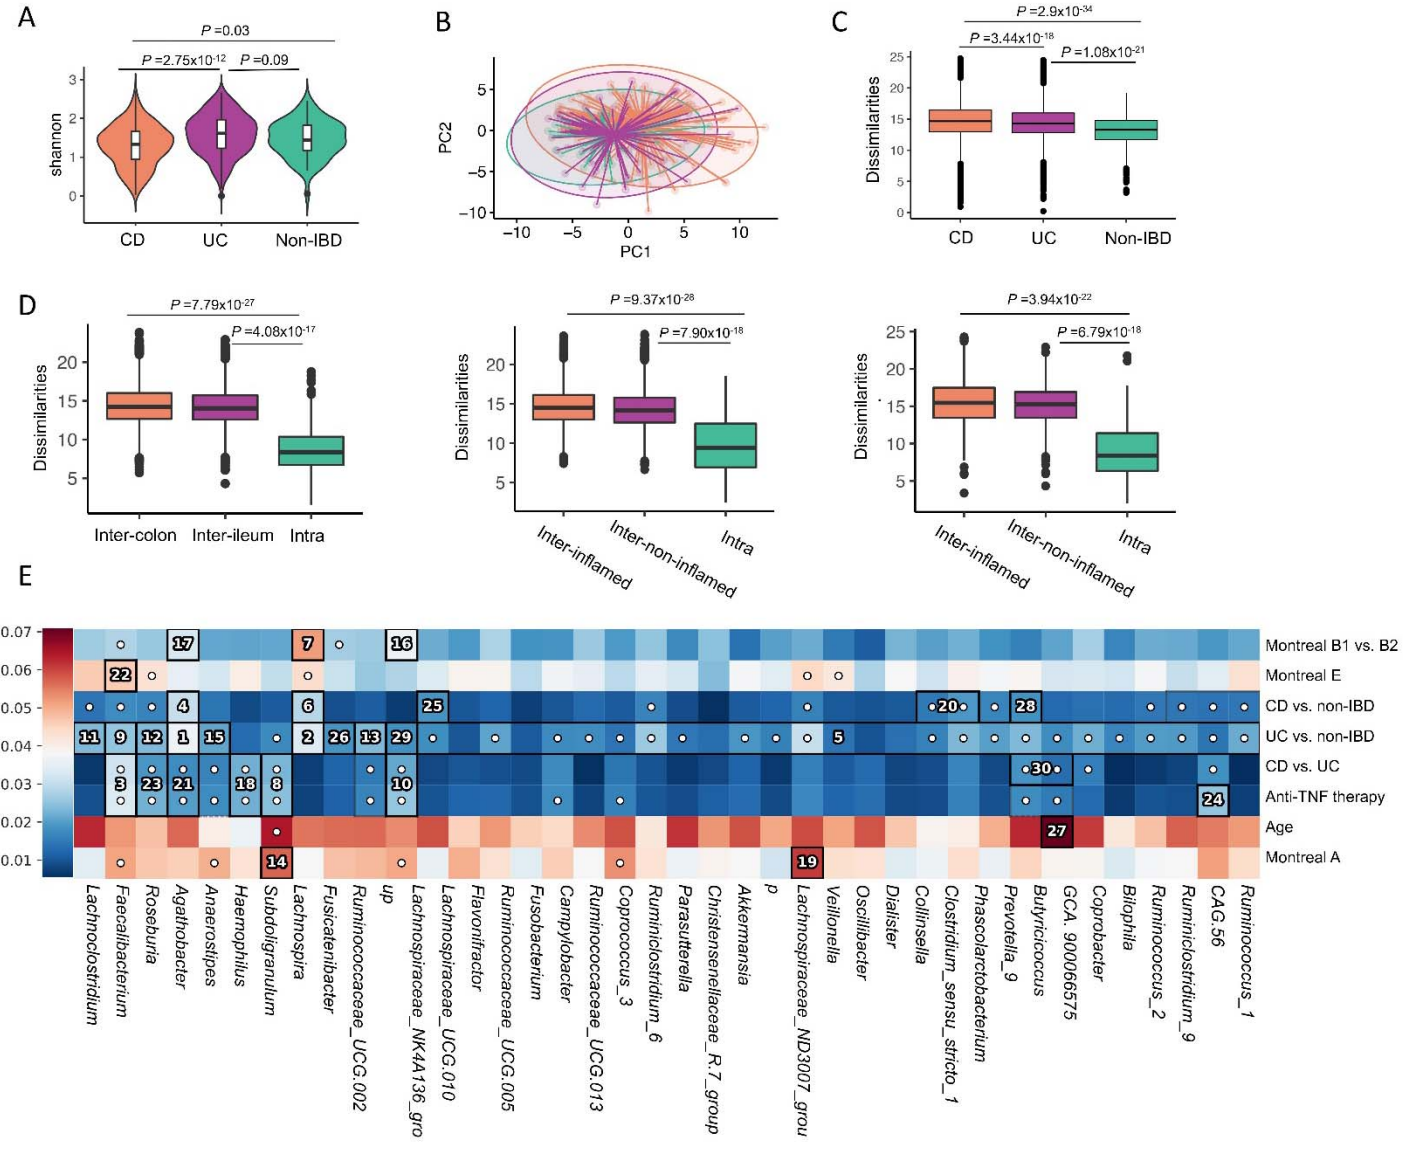 A
P =0.03
P =2.75x10-12
P =0.09
shannon
3
2
1
0
CD
UC
Non-IBD
B
PC2
5
0
−5
−10
−10
−5
0
5
10
PC1
C
P =2.9x10-34
P =3.44x10-18
P =1.08x10-21
Dissimilarities
25
20
15
10
5
0
CD
UC
Non-IBD
D
P =7.79x10-27
P =4.08x10-17
Dissimilarities
20
15
10
5
Inter-colon
Inter-ileum
Intra
P =9.37x10-28
P =7.90x10-18
Dissimilarities
20
15
10
5
Inter-inflamed
Inter-non-inflamed
Intra
P =3.94x10-22
P =6.79x10-18
Dissimilarities
25
20
15
10
5
Inter-inflamed
Inter-non-inflamed
Intra
E
0.07
0.06
0.05
0.04
0.03
0.02
0.01
17
7
16
Montreal B1 vs. B2
22
Montreal E
4
6
25
20
28
CD vs. non-IBD
11
9
12
1
15
2
26
13
29
5
UC vs. non-IBD
30
CD vs. UC
3
23
21
18
8
10
24
Anti-TNF therapy
27
Age
14
19
Montreal A
Lachnoclostridium
Faecalibacterium
Roseburia
Agathobacter
Anaerostipes
Haemophilus
Subdoligranulum
Lachnospira
Fusicatenibacter
Ruminococcaceae_UCG.002
up
Lachnospiraceae_NK4A136_gro
Lachnospiraceae_UCG.010
Flavonifractor
Ruminococcaceae_UCG.005
Fusobacterium
Campylobacter
Ruminococcaceae_UCG.013
Coprococcus_3
Ruminiclostridium_6
Parasutterella
Christensenellaceae_R.7_group
Akkermansia
p
Lachnospiraceae_ND3007_grou
Veillonella
Oscillibacter
Dialister
Collinsella
Clostridium_sensu_stricto_1
Phascolarctobacterium
Prevotella_9
Butyricicoccus
GCA.900066575
Coprobacter
Bilophila
Ruminococcus_2
Ruminiclostridium_9
CAG.56
Ruminococcus_1